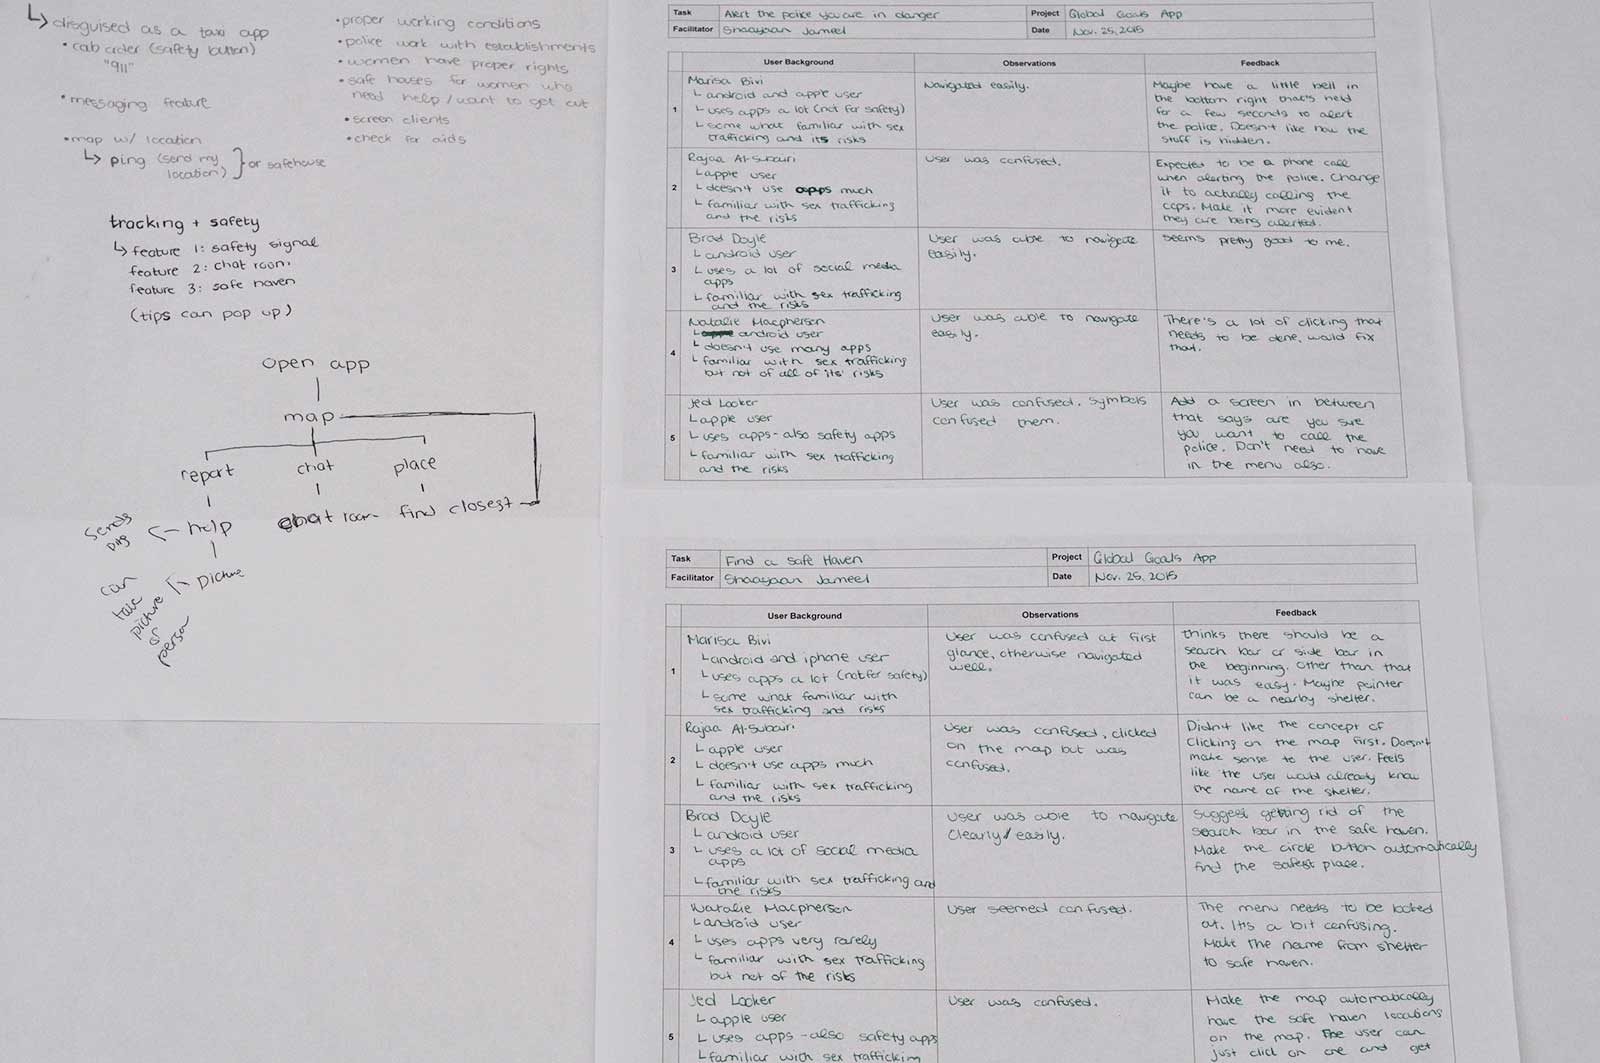 ↳ disguised as a taxi app
• cab order (safety button)
"911"
• messaging feature
• map w/ location
↳ ping (send my location) } or safehouse
• proper working conditions
• police work with establishments
• women have proper rights
• safe houses for women who
need help / want to get out
• screen clients
• check for aids
tracking + safety
↳ feature 1: safety signal
feature 2: chat room
feature 3: safe haven
(tips can pop up)
open app
map
report chat place
help chat room find closest
sends
ping
picture
can
take
picture
of
person
Task Alert the police you are in danger Project Global Goals App
Facilitator Shaayaan Jameel Date Nov. 25, 2015
User Background Observations Feedback
1
Marisa Bivi
└ android and apple user
└ uses apps a lot (not for safety)
└ some what familiar with sex
trafficking and its risks
Navigated easily.
Maybe have a little bell in
the bottom right that's held
for a few seconds to alert
the police. Doesn't like how the
stuff is hidden.
2
Rajaa Al-Suburi
└ apple user
└ doesn't use apps much
└ familiar with sex trafficking
and the risks
User was confused.
Expected to be a phone call
when alerting the police. Change
it to actually calling the
cops. Make it more evident
they are being alerted.
3
Brad Doyle
└ android user
└ uses a lot of social media
apps
└ familiar with sex trafficking
and the risks
User was able to navigate
easily.
Seems pretty good to me.
4
Natalie Macphersen
└ android user
└ doesn't use many apps
└ familiar with sex trafficking
but not of all of its' risks
User was able to navigate
easily.
There's a lot of clicking that
needs to be done, would fix
that.
5
Jed Looker
└ apple user
└ uses apps - also safety apps
└ familiar with sex trafficking
and the risks
User was confused. Symbols
confused them.
Add a screen in between
that says are you sure
you want to call the
police. Don't need to have
in the menu also.
Task Find a Safe Haven Project Global Goals App
Facilitator Shaayaan Jameel Date Nov. 25, 2015
User Background Observations Feedback
1
Marisa Bivi
└ android and iphone user
└ uses apps a lot (not for safety)
└ some what familiar with
sex trafficking and risks
User was confused at first
glance, otherwise navigated
well.
Thinks there should be a
search bar or side bar in
the beginning. Other than that
it was easy. Maybe pointer
can be a nearby shelter.
2
Rajaa Al-Suburi
└ apple user
└ doesn't use apps much
└ familiar with sex trafficking
and the risks
User was confused, clicked
on the map but was
confused.
Didn't like the concept of
clicking on the map first. Doesn't
make sense to the user. Feels
like the user would already know
the name of the shelter.
3
Brad Doyle
└ android user
└ uses a lot of social media
apps
└ familiar with sex trafficking and
the risks
User was able to navigate
clearly/easily.
Suggest getting rid of the
search bar in the safe haven.
Make the circle button automatically
find the safest place.
4
Natalie Macphersen
└ android user
└ uses apps very rarely
└ familiar with sex trafficking
but not of the risks
User seemed confused.
The menu needs to be looked
at. Its a bit confusing.
Make the name from shelter
to safe haven.
5
Jed Looker
└ apple user
└ uses apps - also safety apps
└ familiar with sex trafficking
User was confused.
Make the map automatically
have the safe haven locations
on the map. The user can
just click on one and get